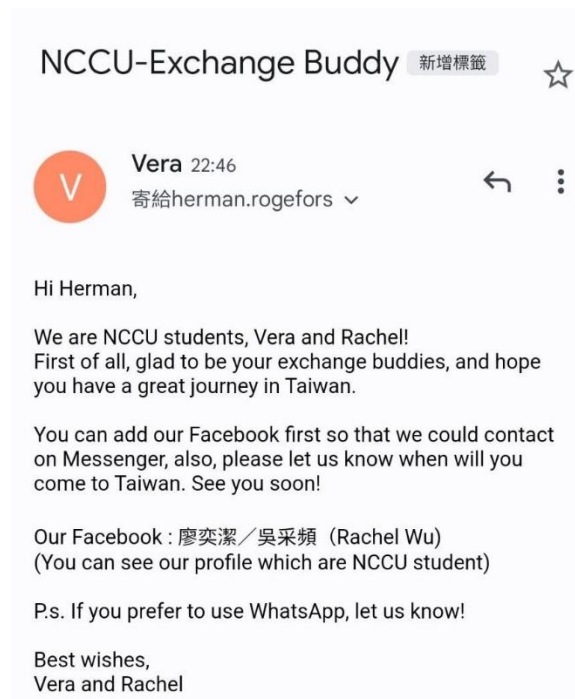 NCCU-Exchange Buddy 新增標籤
V
Vera 22:46
寄給herman.rogefors
Hi Herman,
We are NCCU students, Vera and Rachel!
First of all, glad to be your exchange buddies, and hope
you have a great journey in Taiwan.
You can add our Facebook first so that we could contact
on Messenger, also, please let us know when will you
come to Taiwan. See you soon!
Our Facebook : 廖奕潔／吳采頻（Rachel Wu)
(You can see our profile which are NCCU student)
P.s. If you prefer to use WhatsApp, let us know!
Best wishes,
Vera and Rachel